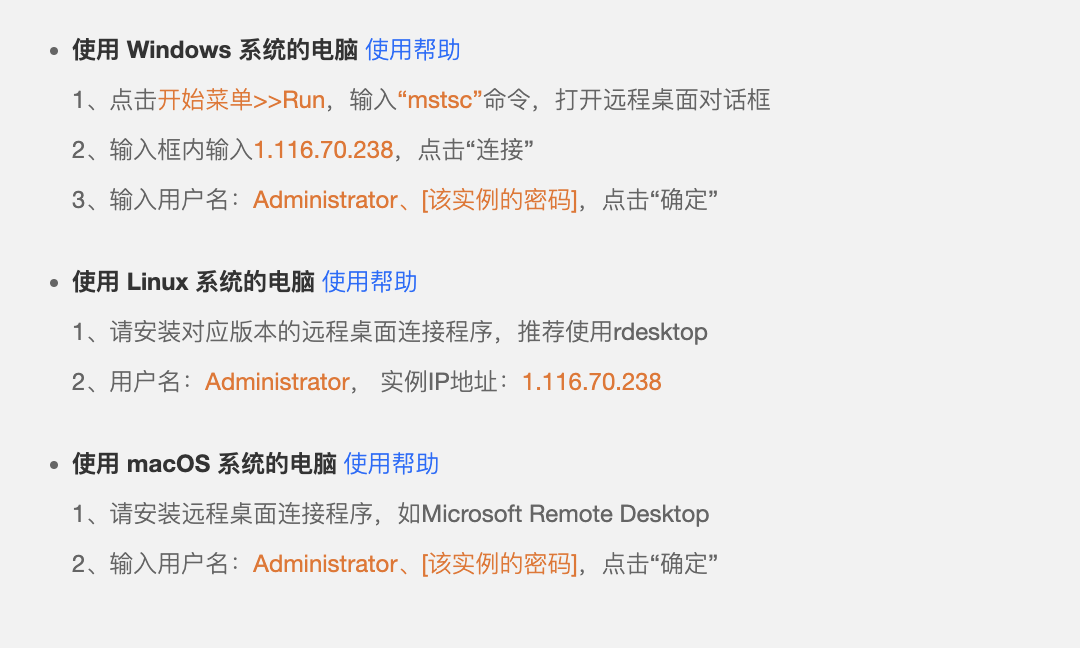 使用 Windows 系统的电脑 使用帮助
1、点击开始菜单>>Run，输入“mstsc”命令，打开远程桌面对话框
2、输入框内输入1.116.70.238，点击“连接”
3、输入用户名：Administrator、[该实例的密码]，点击“确定”
使用 Linux 系统的电脑 使用帮助
1、请安装对应版本的远程桌面连接程序，推荐使用rdesktop
2、用户名：Administrator， 实例IP地址：1.116.70.238
使用 macOS 系统的电脑 使用帮助
1、请安装远程桌面连接程序，如Microsoft Remote Desktop
2、输入用户名：Administrator、[该实例的密码]，点击“确定”